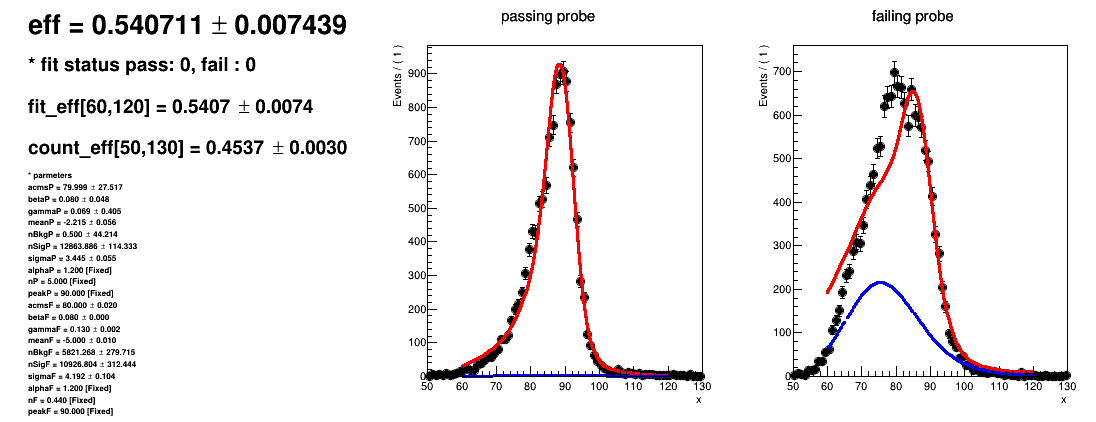 eff = 0.540711 ± 0.007439
* fit status pass: 0, fail : 0
fit_eff[60,120] = 0.5407 ± 0.0074
count_eff[50,130] = 0.4537 ± 0.0030
* parmeters
acmsP = 79.999 ± 27.517
betaP = 0.080 ± 0.048
gammaP = 0.069 ± 0.405
meanP = -2.215 ± 0.056
nBkgP = 0.500 ± 44.214
nSigP = 12863.886 ± 114.333
sigmaP = 3.445 ± 0.055
alphaP = 1.200 [Fixed]
nP = 5.000 [Fixed]
peakP = 90.000 [Fixed]
acmsF = 80.000 ± 0.020
betaF = 0.080 ± 0.000
gammaF = 0.130 ± 0.002
meanF = -5.000 ± 0.010
nBkgF = 5821.268 ± 279.715
nSigF = 10926.804 ± 312.444
sigmaF = 4.192 ± 0.104
alphaF = 1.200 [Fixed]
nF = 0.440 [Fixed]
peakF = 90.000 [Fixed]
passing probe
Events / ( 1 )
900
800
700
600
500
400
300
200
100
0
50 60 70 80 90 100 110 120 130
x
failing probe
Events / ( 1 )
700
600
500
400
300
200
100
0
50 60 70 80 90 100 110 120 130
x